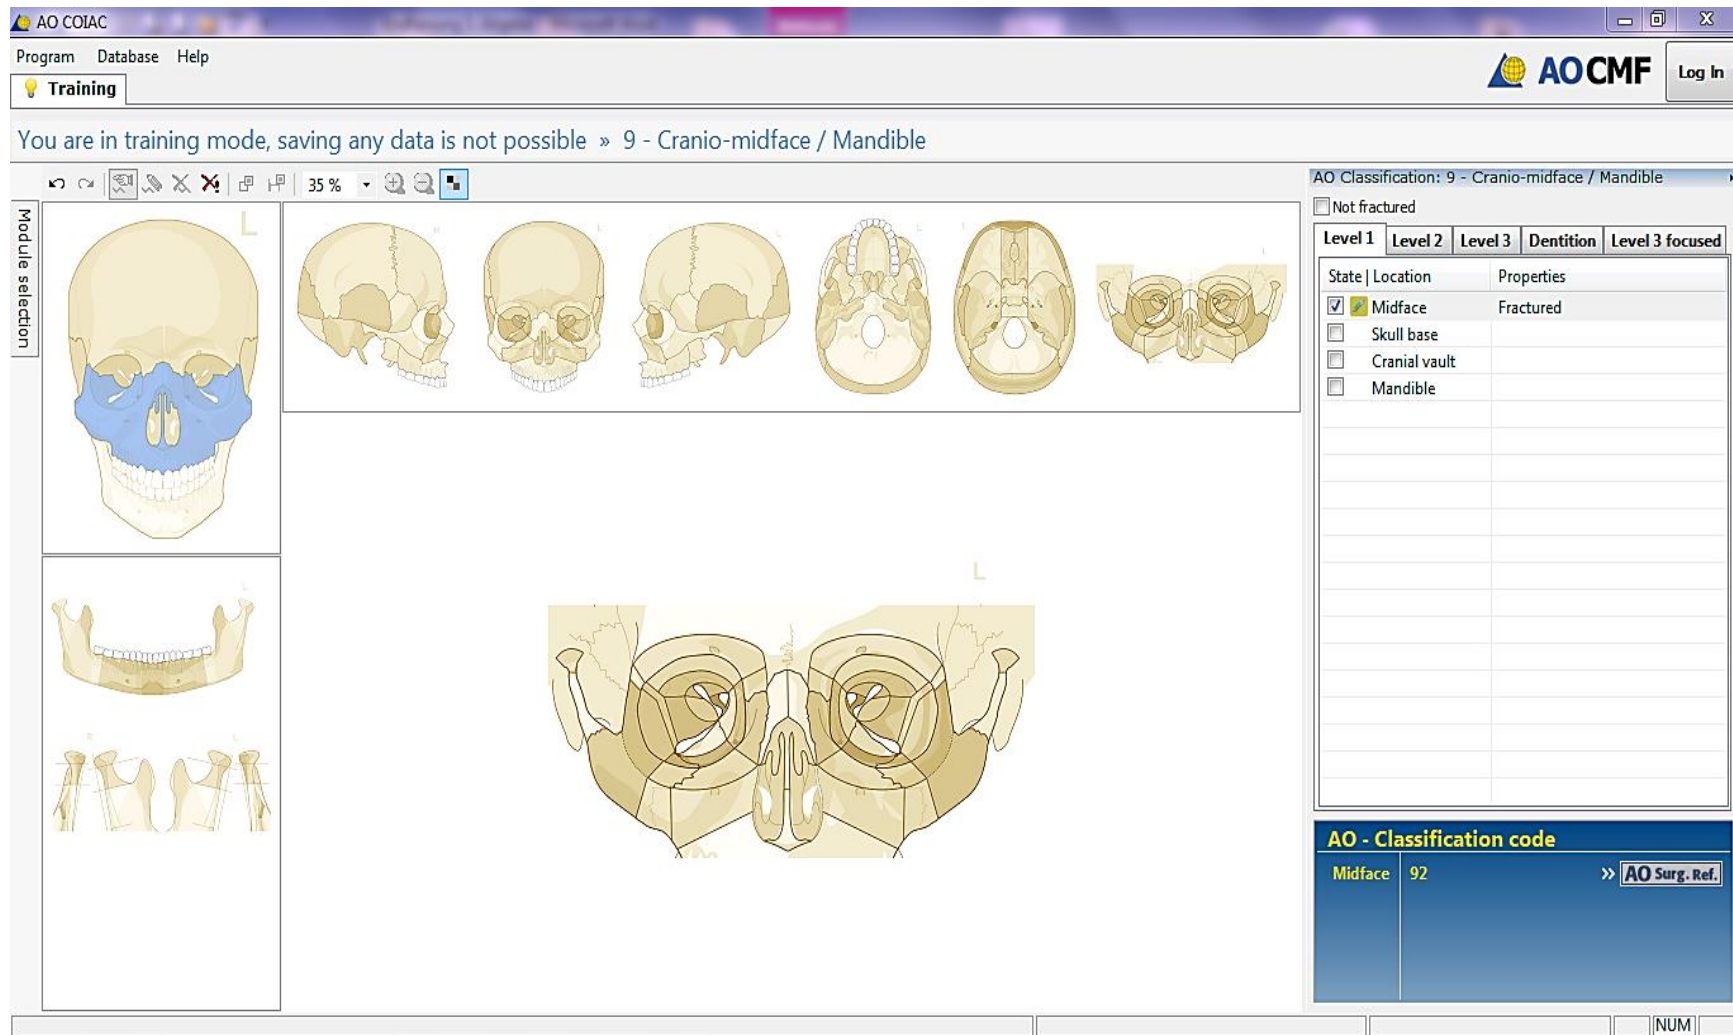 AO COIAC
Program Database Help
AOCMF
Log In
Training
You are in training mode, saving any data is not possible » 9 - Cranio-midface / Mandible
35 %
Module selection
L
R
L
L
L
L
L
L
R
L
AO Classification: 9 - Cranio-midface / Mandible
Not fractured
Level 1 Level 2 Level 3 Dentition Level 3 focused
State | Location Properties
Midface Fractured
Skull base
Cranial vault
Mandible
AO - Classification code
Midface 92 » AO Surg. Ref.
NUM